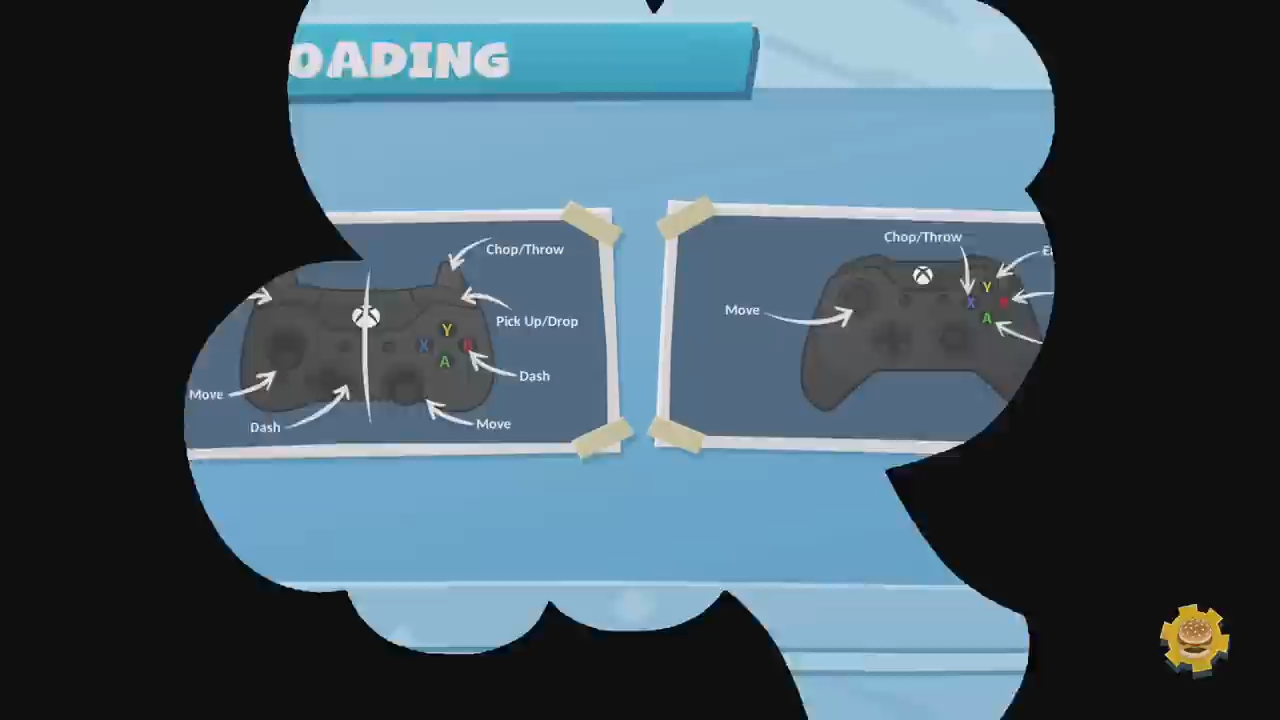 OADING
Chop/Throw
Pick Up/Drop
Dash
Move
Dash
Move
Chop/Throw
Move
Y
X
B
A
Y
X
A